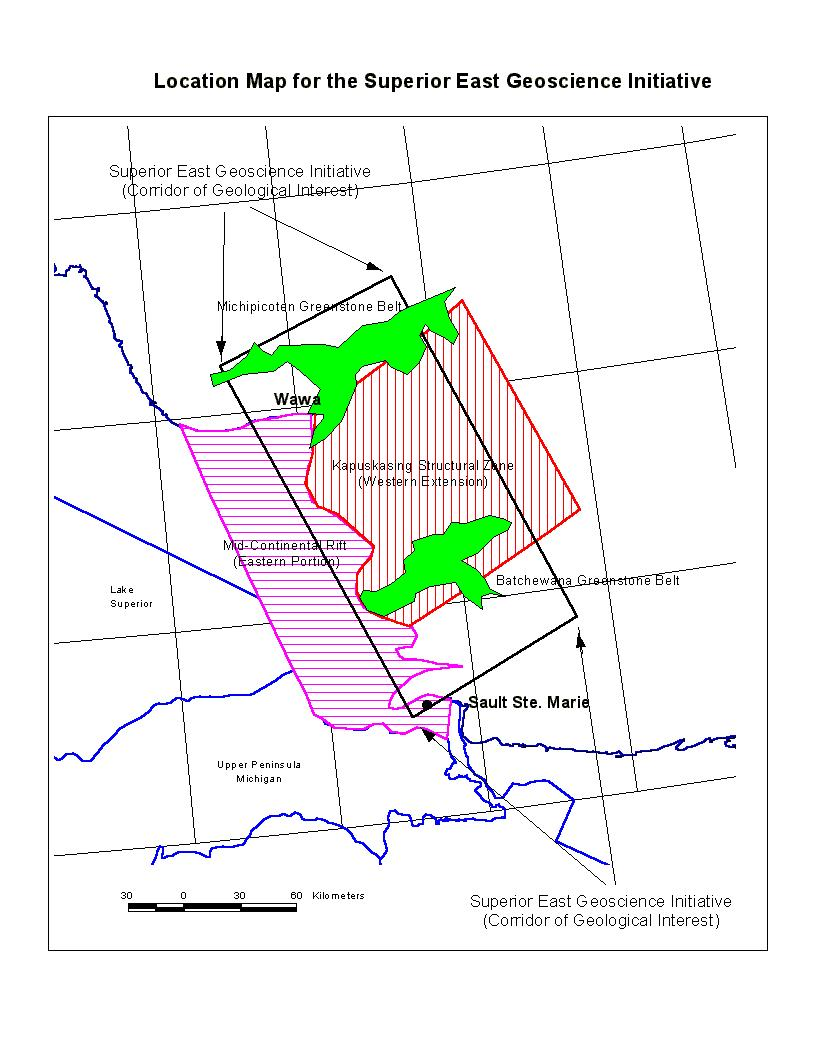 Location Map for the Superior East Geoscience Initiative
Superior East Geoscience Initiative
(Corridor of Geological Interest)
Michipicoten Greenstone Belt
Wawa
Kapuskasing Structural Zone
(Western Extension)
Mid-Continental Rift
(Eastern Portion)
Batchewana Greenstone Belt
Lake
Superior
Sault Ste. Marie
Upper Peninsula
Michigan
30 0 30 60 Kilometers
Superior East Geoscience Initiative
(Corridor of Geological Interest)